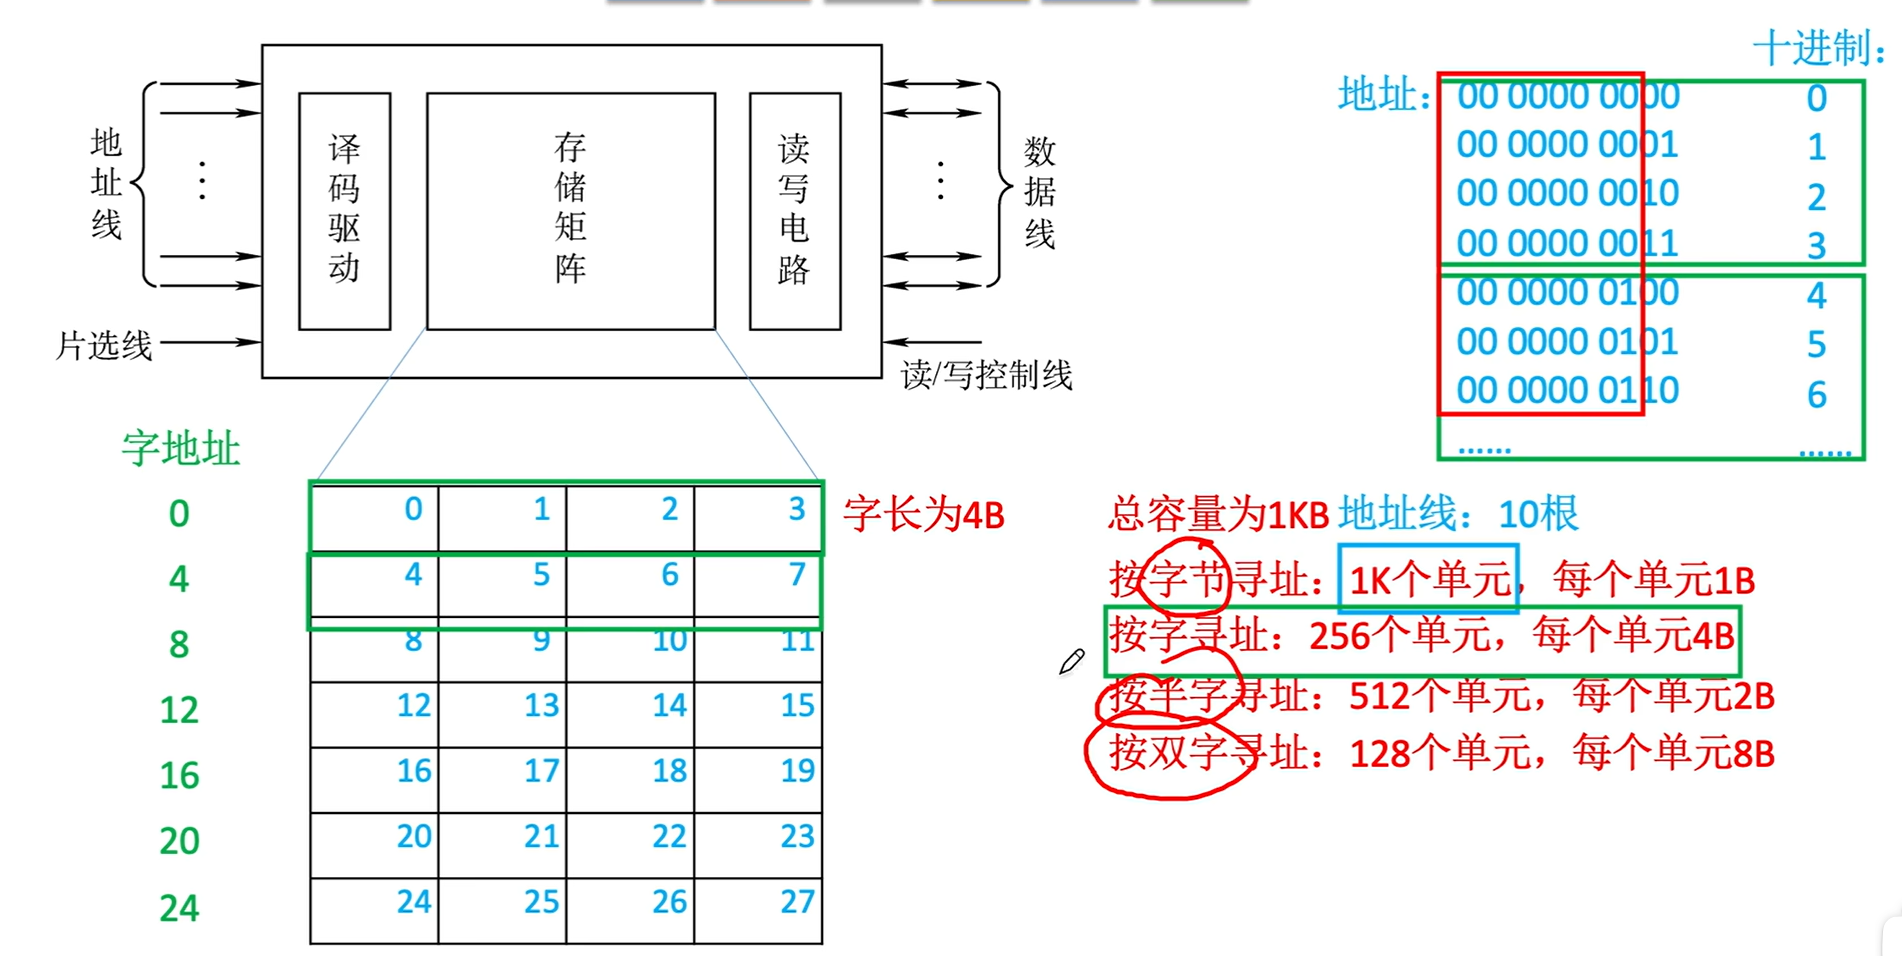 十进制：
地址：
00 0000 0000 0
00 0000 0001 1
00 0000 0010 2
00 0000 0011 3
00 0000 0100 4
00 0000 0101 5
00 0000 0110 6
...... ......
地址线
译码驱动
存储矩阵
读写电路
数据线
片选线
读/写控制线
字地址
0 0 1 2 3 字长为4B
4 4 5 6 7
8 8 9 10 11
12 12 13 14 15
16 16 17 18 19
20 20 21 22 23
24 24 25 26 27
总容量为1KB 地址线：10根
按字节寻址：1K个单元，每个单元1B
按字寻址：256个单元，每个单元4B
按半字寻址：512个单元，每个单元2B
按双字寻址：128个单元，每个单元8B